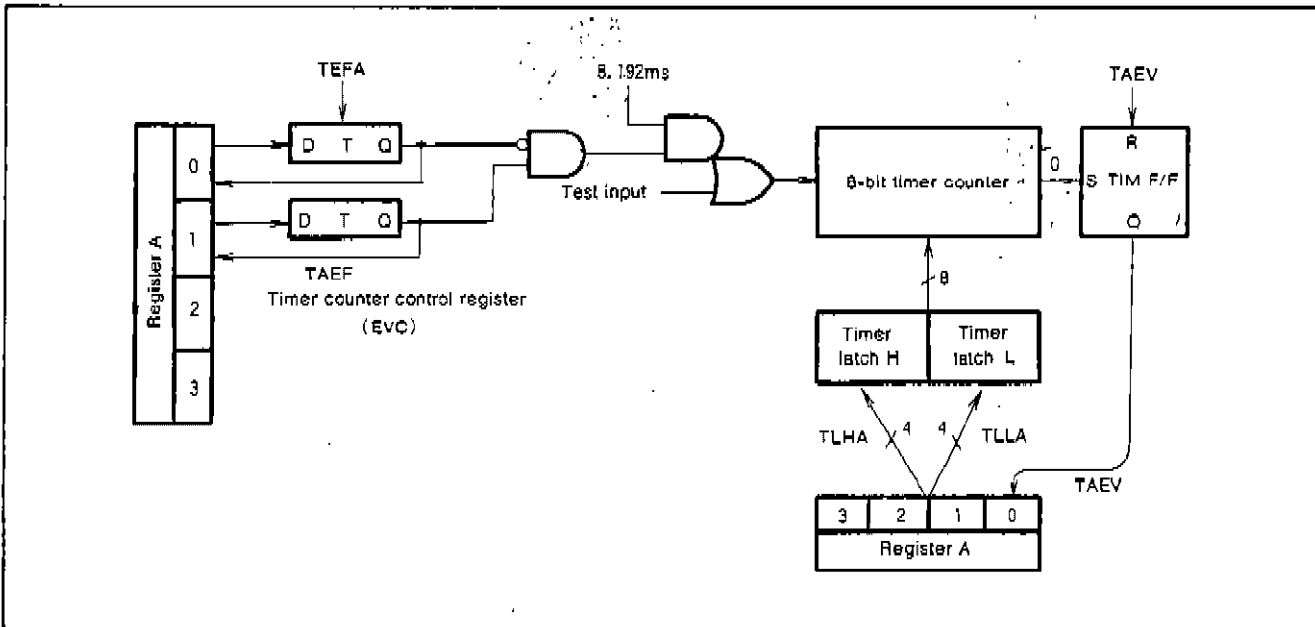 TEFA
8.192ms
TAEV
Register A
0
1
2
3
D T Q
D T Q
TAEF
Timer counter control register
(EVC)
Test input
8-bit timer counter
0
R
S TIM F/F
Q
8
Timer latch H
Timer latch L
TLHA
4
4
TLLA
TAEV
3 2 1 0
Register A